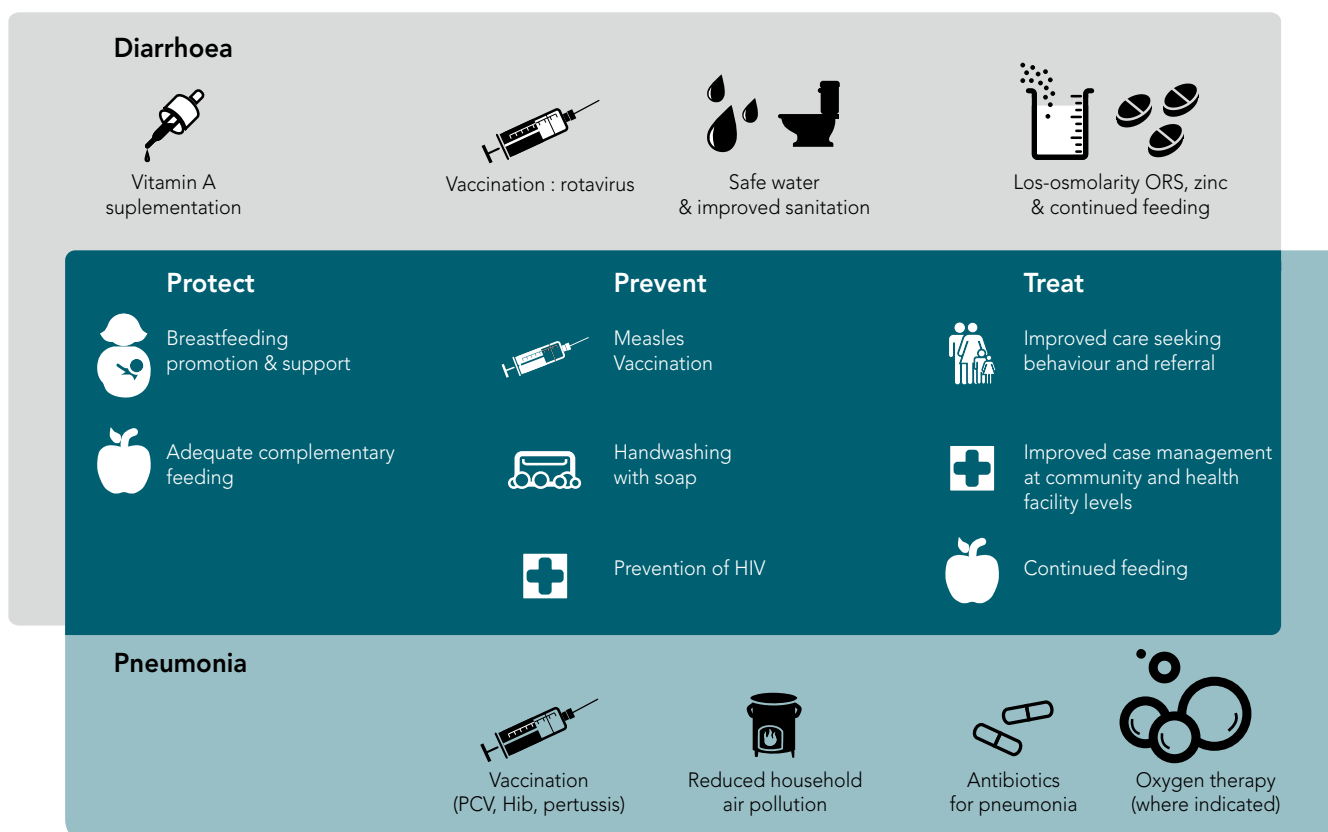 Diarrhoea
Vitamin A
suplementation
Vaccination : rotavirus
Safe water
& improved sanitation
Los-osmolarity ORS, zinc
& continued feeding
Protect
Breastfeeding
promotion & support
Adequate complementary
feeding
Prevent
Measles
Vaccination
Handwashing
with soap
Prevention of HIV
Treat
Improved care seeking
behaviour and referral
Improved case management
at community and health
facility levels
Continued feeding
Pneumonia
Vaccination
(PCV, Hib, pertussis)
Reduced household
air pollution
Antibiotics
for pneumonia
Oxygen therapy
(where indicated)